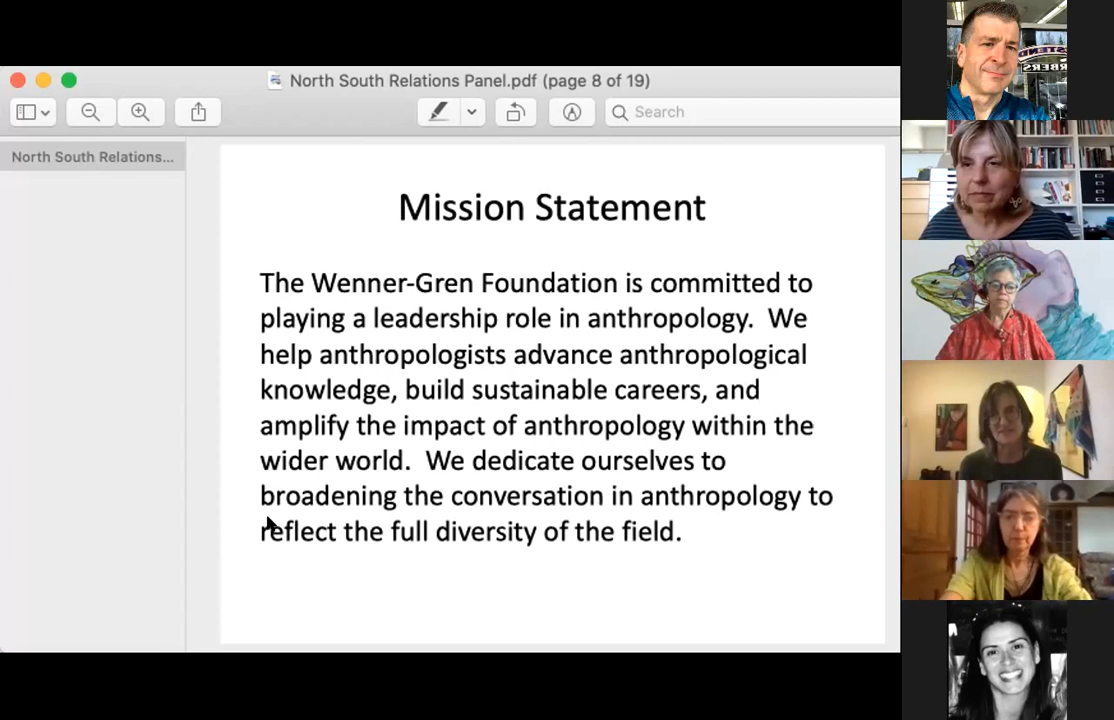 North South Relations Panel.pdf (page 8 of 19)
Search
North South Relations...
Mission Statement
The Wenner-Gren Foundation is committed to
playing a leadership role in anthropology.  We
help anthropologists advance anthropological
knowledge, build sustainable careers, and
amplify the impact of anthropology within the
wider world.  We dedicate ourselves to
broadening the conversation in anthropology to
reflect the full diversity of the field.